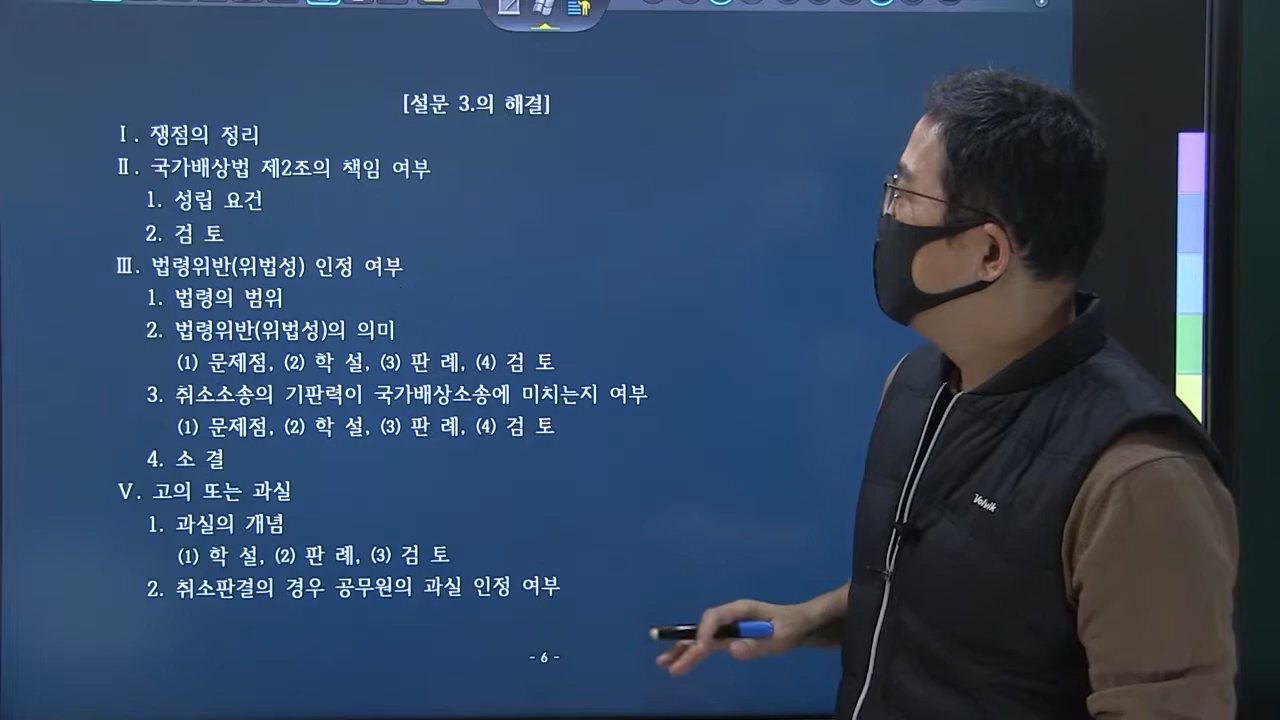 [설문 3.의 해결]
Ⅰ. 쟁점의 정리
Ⅱ. 국가배상법 제2조의 책임 여부
1. 성립 요건
2. 검 토
Ⅲ. 법령위반(위법성) 인정 여부
1. 법령의 범위
2. 법령위반(위법성)의 의미
(1) 문제점, (2) 학 설, (3) 판 례, (4) 검 토
3. 취소소송의 기판력이 국가배상소송에 미치는지 여부
(1) 문제점, (2) 학 설, (3) 판 례, (4) 검 토
4. 소 결
Ⅴ. 고의 또는 과실
1. 과실의 개념
(1) 학 설, (2) 판 례, (3) 검 토
2. 취소판결의 경우 공무원의 과실 인정 여부
- 6 -
Volvik